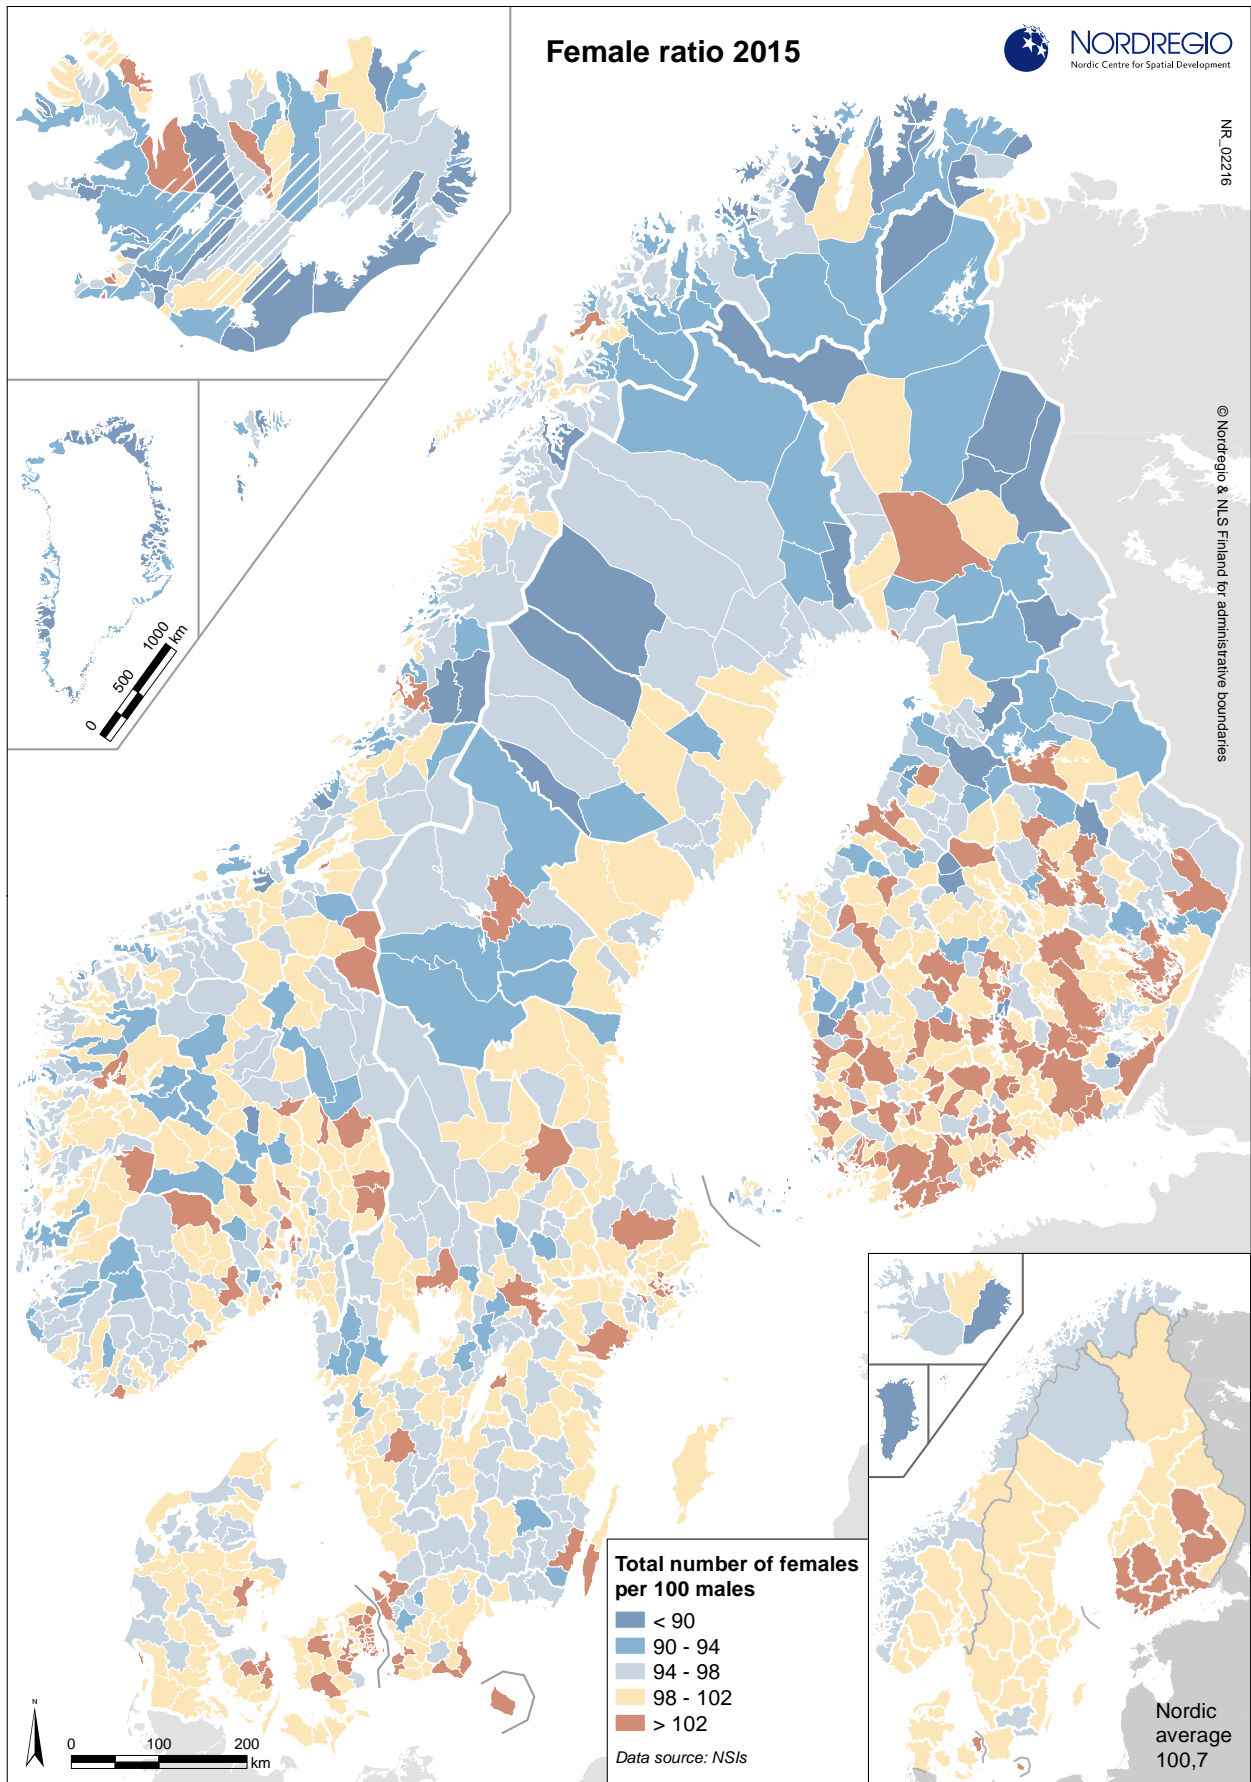 Female ratio 2015
NORDREGIO
Nordic Centre for Spatial Development
NR_02216
© Nordregio & NLS Finland for administrative boundaries
0 500 1000
km
Total number of females
per 100 males
< 90
90 - 94
94 - 98
98 - 102
> 102
Data source: NSIs
Nordic
average
100,7
N
0 100 200
km